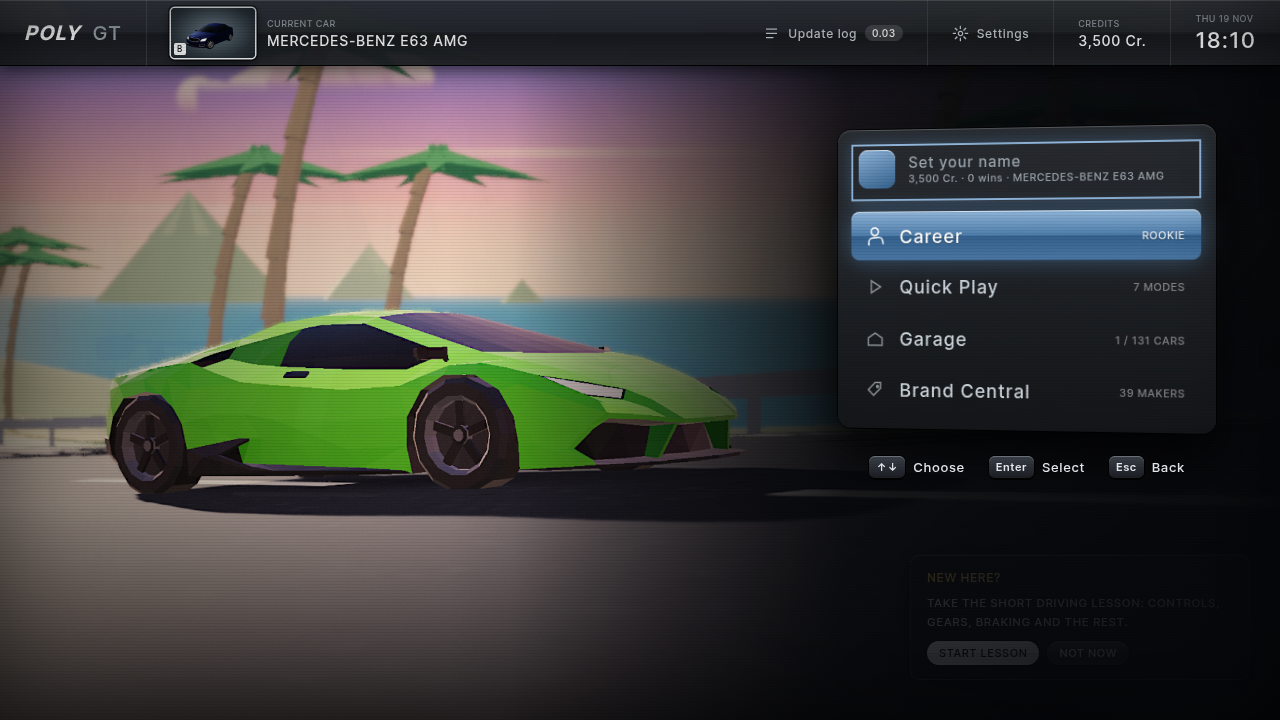 POLY GT
B
CURRENT CAR
MERCEDES-BENZ E63 AMG
Update log 0.03
Settings
CREDITS
3,500 Cr.
THU 19 NOV
18:10
Set your name
3,500 Cr. · 0 wins · MERCEDES-BENZ E63 AMG
Career ROOKIE
Quick Play 7 MODES
Garage 1 / 131 CARS
Brand Central 39 MAKERS
↑↓ Choose Enter Select Esc Back
NEW HERE?
TAKE THE SHORT DRIVING LESSON: CONTROLS,
GEARS, BRAKING AND THE REST.
START LESSON NOT NOW